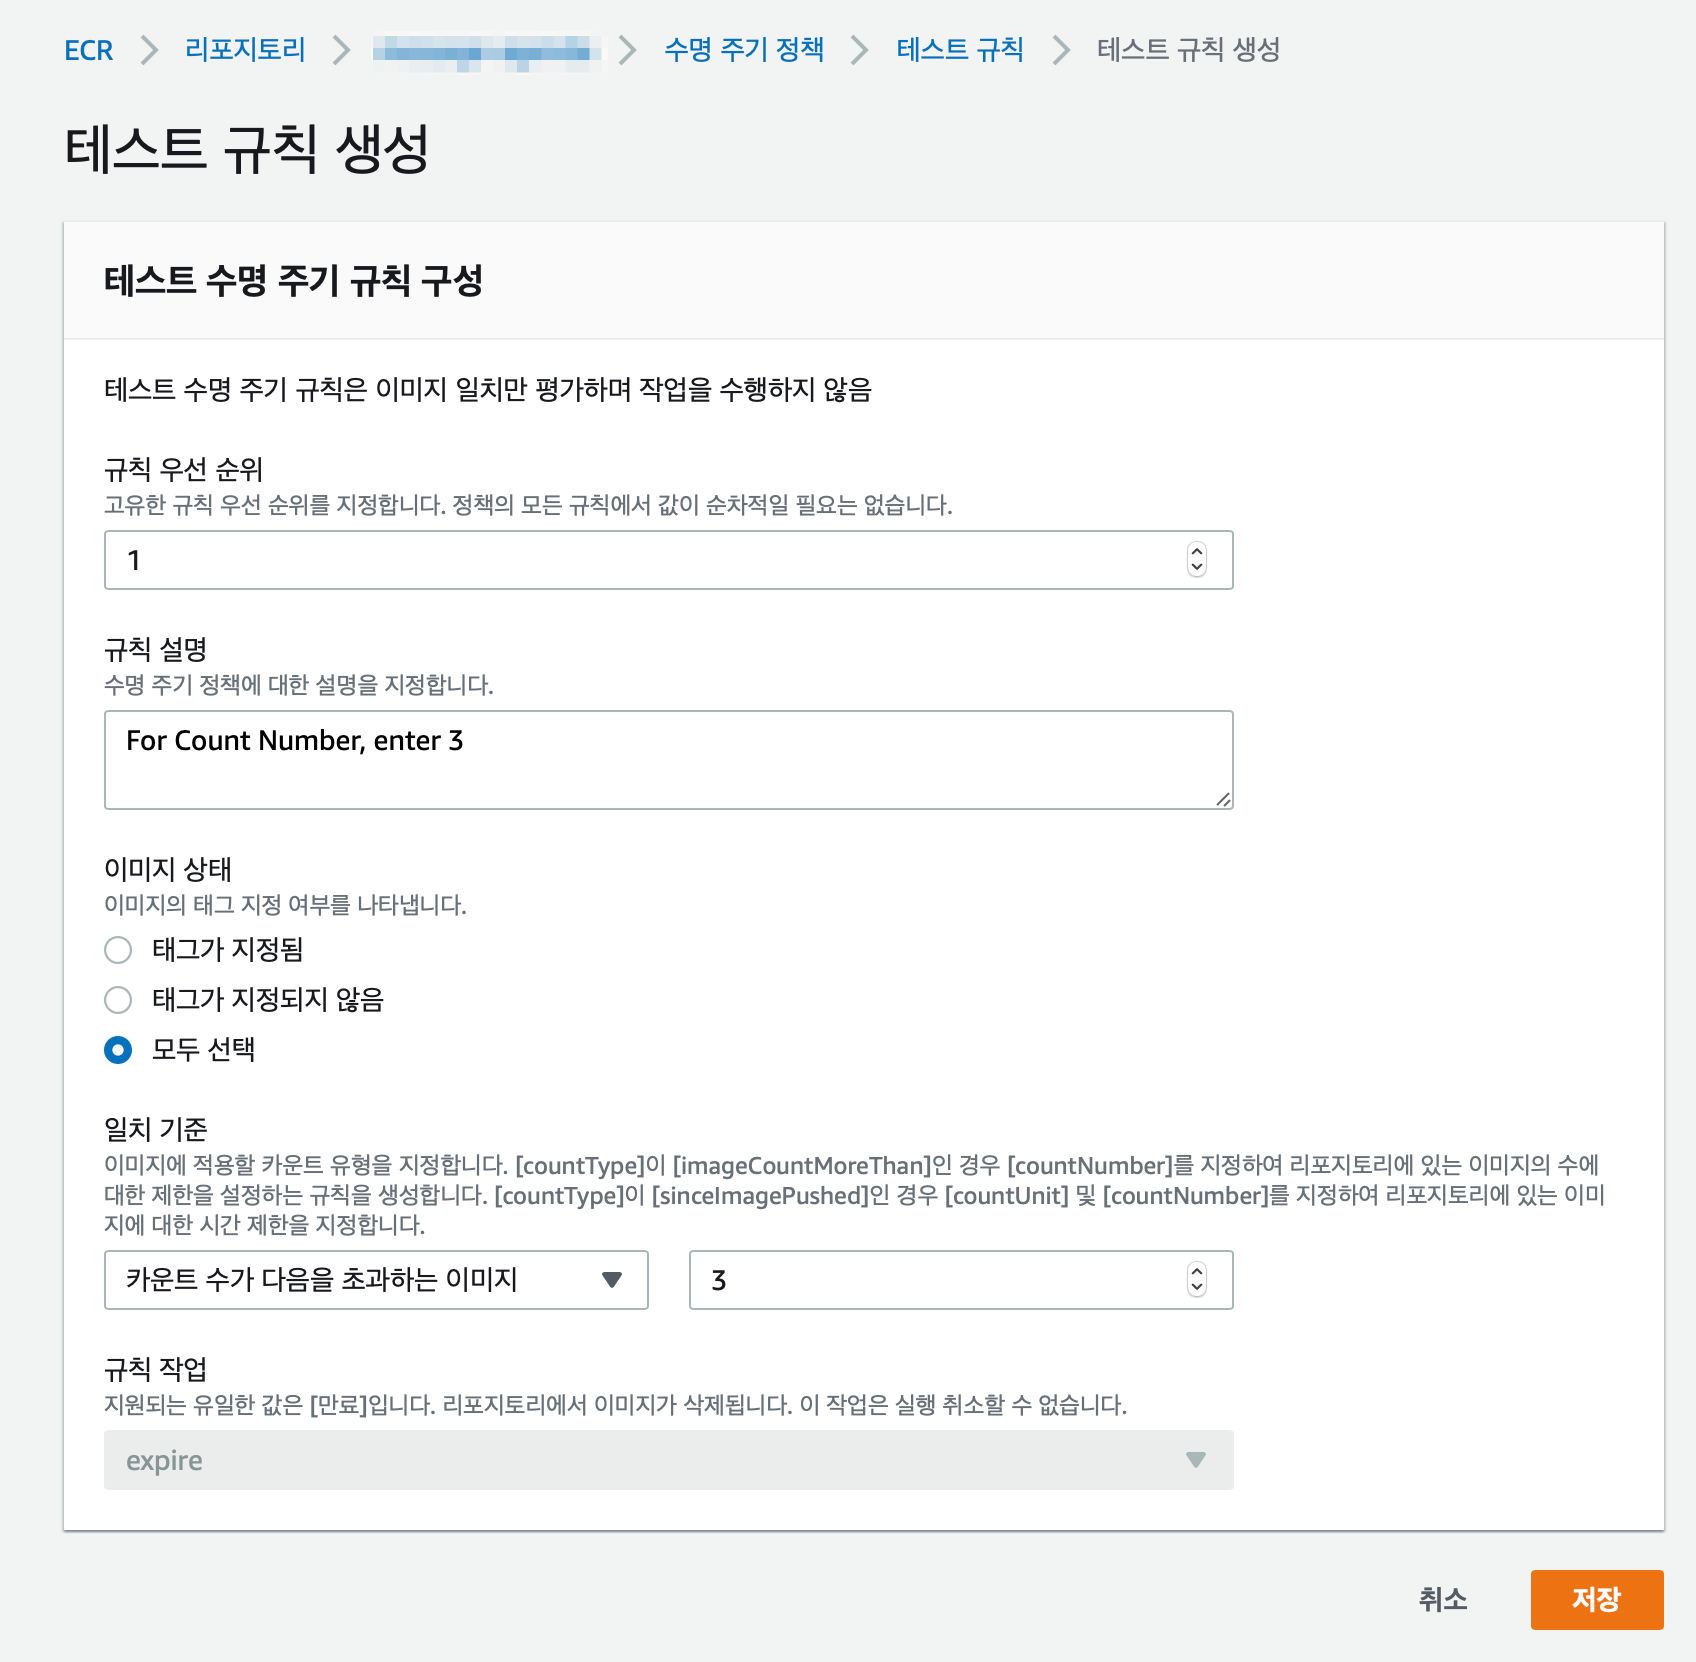 ECR > 리포지토리 > > 수명 주기 정책 > 테스트 규칙 > 테스트 규칙 생성
테스트 규칙 생성
테스트 수명 주기 규칙 구성
테스트 수명 주기 규칙은 이미지 일치만 평가하며 작업을 수행하지 않음
규칙 우선 순위
고유한 규칙 우선 순위를 지정합니다. 정책의 모든 규칙에서 값이 순차적일 필요는 없습니다.
1
규칙 설명
수명 주기 정책에 대한 설명을 지정합니다.
For Count Number, enter 3
이미지 상태
이미지의 태그 지정 여부를 나타냅니다.
태그가 지정됨
태그가 지정되지 않음
모두 선택
일치 기준
이미지에 적용할 카운트 유형을 지정합니다. [countType]이 [imageCountMoreThan]인 경우 [countNumber]를 지정하여 리포지토리에 있는 이미지의 수에
대한 제한을 설정하는 규칙을 생성합니다. [countType]이 [sinceImagePushed]인 경우 [countUnit] 및 [countNumber]를 지정하여 리포지토리에 있는 이미
지에 대한 시간 제한을 지정합니다.
카운트 수가 다음을 초과하는 이미지 3
규칙 작업
지원되는 유일한 값은 [만료]입니다. 리포지토리에서 이미지가 삭제됩니다. 이 작업은 실행 취소할 수 없습니다.
expire
취소 저장